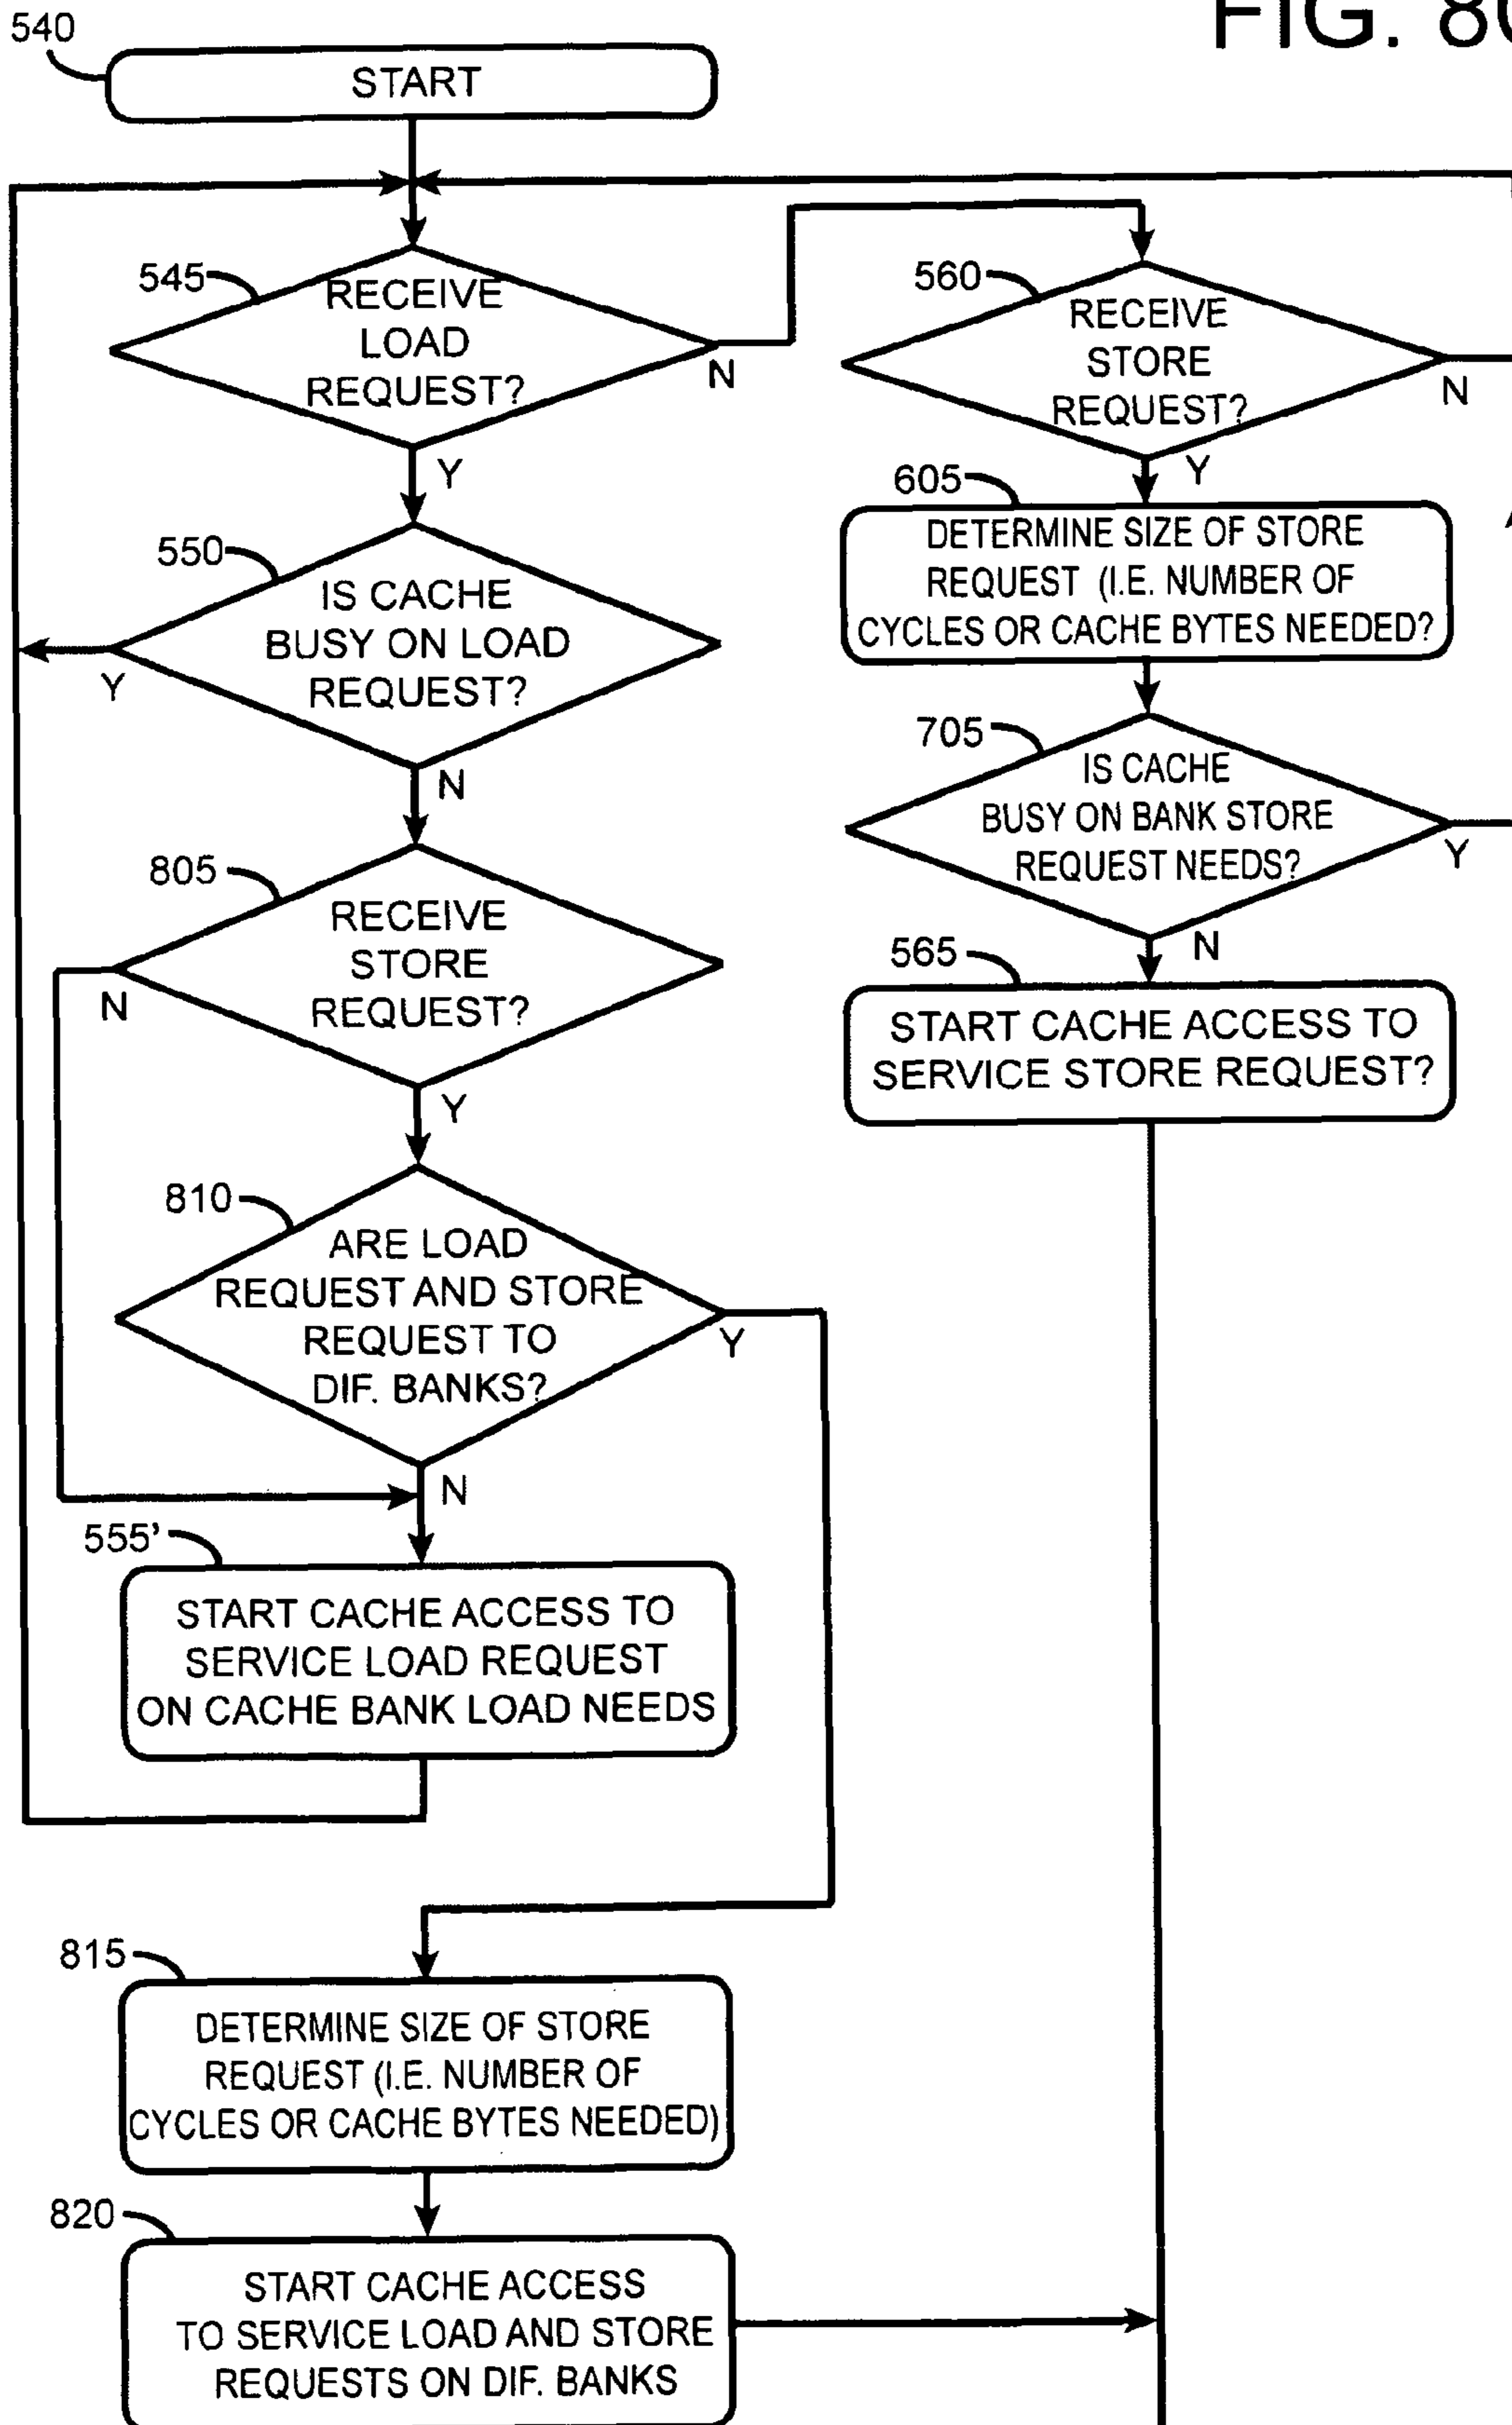 FIG. 8C
540
START
545
RECEIVE
LOAD
REQUEST?
N
Y
560
RECEIVE
STORE
REQUEST?
N
Y
605
DETERMINE SIZE OF STORE
REQUEST (I.E. NUMBER OF
CYCLES OR CACHE BYTES NEEDED?
550
IS CACHE
BUSY ON LOAD
REQUEST?
Y
N
705
IS CACHE
BUSY ON BANK STORE
REQUEST NEEDS?
Y
N
805
RECEIVE
STORE
REQUEST?
N
Y
565
START CACHE ACCESS TO
SERVICE STORE REQUEST?
810
ARE LOAD
REQUEST AND STORE
REQUEST TO
DIF. BANKS?
Y
N
555'
START CACHE ACCESS TO
SERVICE LOAD REQUEST
ON CACHE BANK LOAD NEEDS
815
DETERMINE SIZE OF STORE
REQUEST (I.E. NUMBER OF
CYCLES OR CACHE BYTES NEEDED)
820
START CACHE ACCESS
TO SERVICE LOAD AND STORE
REQUESTS ON DIF. BANKS